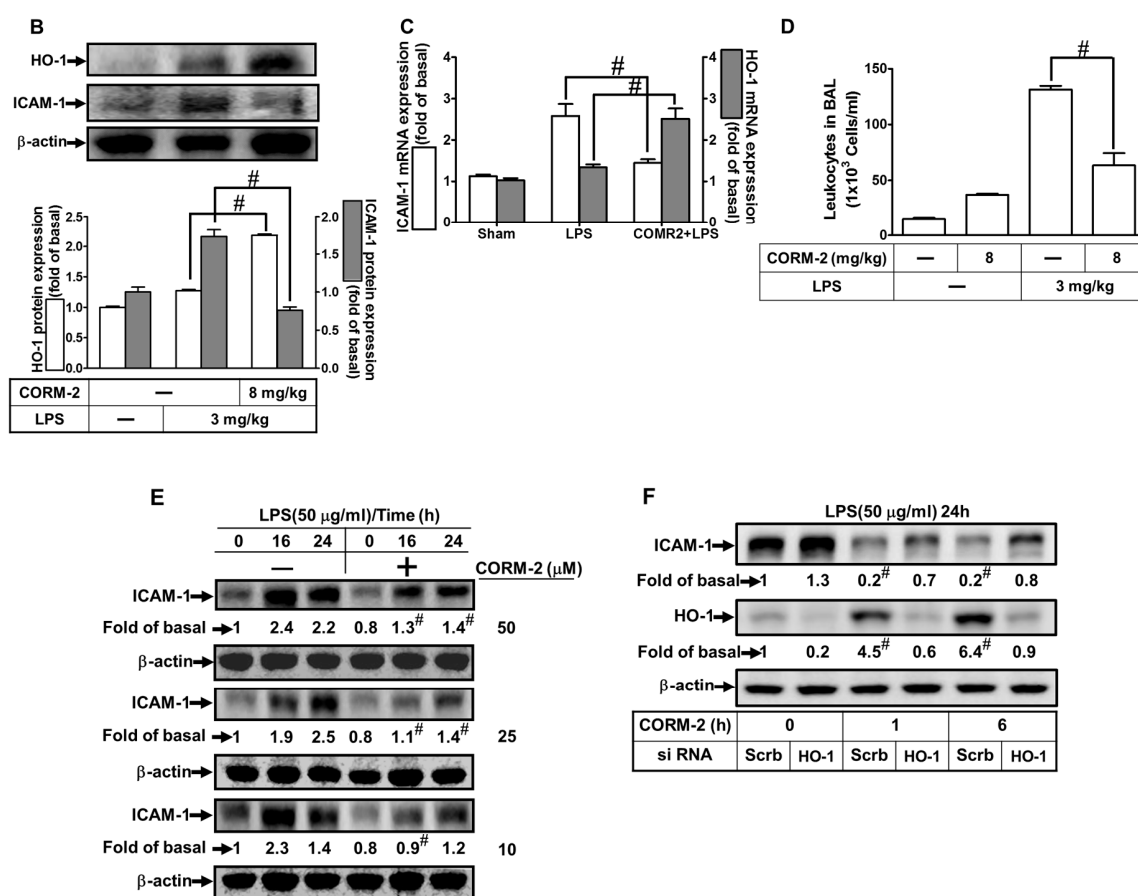 B
HO-1
ICAM-1
β-actin
HO-1 protein expression
(fold of basal)
2.5
2.0
1.5
1.0
0.5
0.0
#
#
2.0
1.5
1.0
0.5
0.0
ICAM-1 protein expression
(fold of basal)
CORM-2 — 8 mg/kg
LPS — 3 mg/kg
C
ICAM-1 mRNA expression
(fold of basal)
4
3
2
1
0
#
#
4
3
2
1
0
HO-1 mRNA expression
(fold of basal)
Sham LPS COMR2+LPS
D
Leukocytes in BAL
(1x10³ Cells/ml)
150
100
50
0
#
CORM-2 (mg/kg) — 8 — 8
LPS — 3 mg/kg
E
LPS(50 μg/ml)/Time (h)
0 16 24 0 16 24
— + CORM-2 (μM)
ICAM-1
Fold of basal 1 2.4 2.2 0.8 1.3# 1.4# 50
β-actin
ICAM-1
Fold of basal 1 1.9 2.5 0.8 1.1# 1.4# 25
β-actin
ICAM-1
Fold of basal 1 2.3 1.4 0.8 0.9# 1.2 10
β-actin
F
LPS(50 μg/ml) 24h
ICAM-1
Fold of basal 1 1.3 0.2# 0.7 0.2# 0.8
HO-1
Fold of basal 1 0.2 4.5# 0.6 6.4# 0.9
β-actin
CORM-2 (h) 0 1 6
si RNA Scrb HO-1 Scrb HO-1 Scrb HO-1